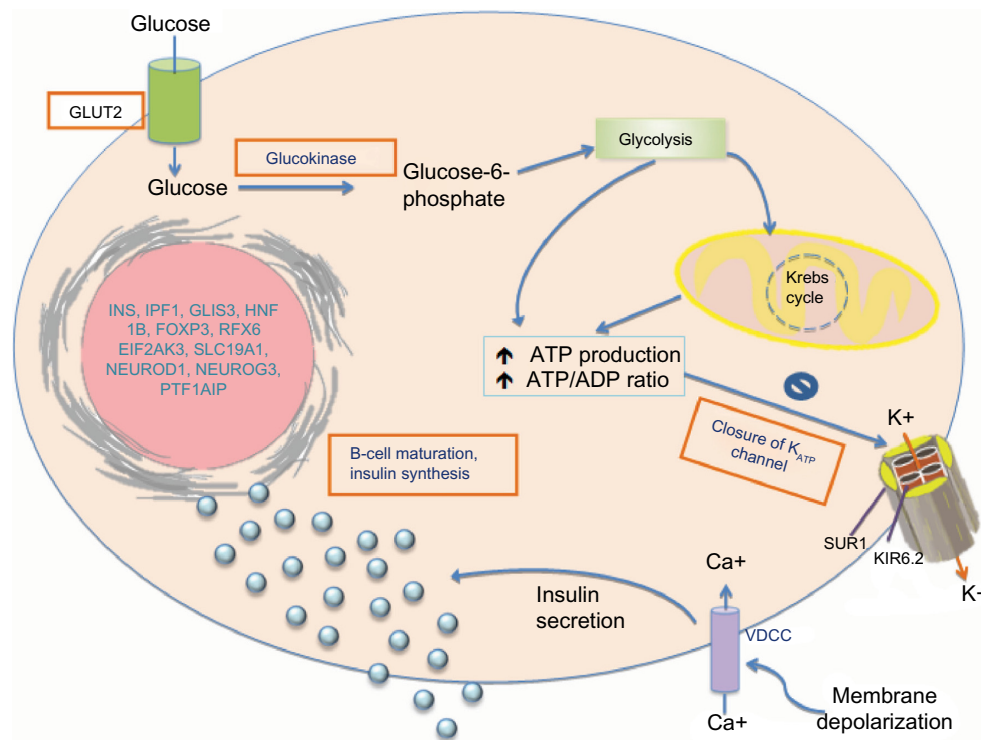 Glucose
GLUT2
Glucose
Glucokinase
Glucose-6-
phosphate
Glycolysis
Krebs
cycle
INS, IPF1, GLIS3, HNF
1B, FOXP3, RFX6
EIF2AK3, SLC19A1,
NEUROD1, NEUROG3,
PTF1AIP
ATP production
ATP/ADP ratio
Closure of KATP
channel
K+
SUR1
KIR6.2
K+
B-cell maturation,
insulin synthesis
Insulin
secretion
Ca+
VDCC
Ca+
Membrane
depolarization